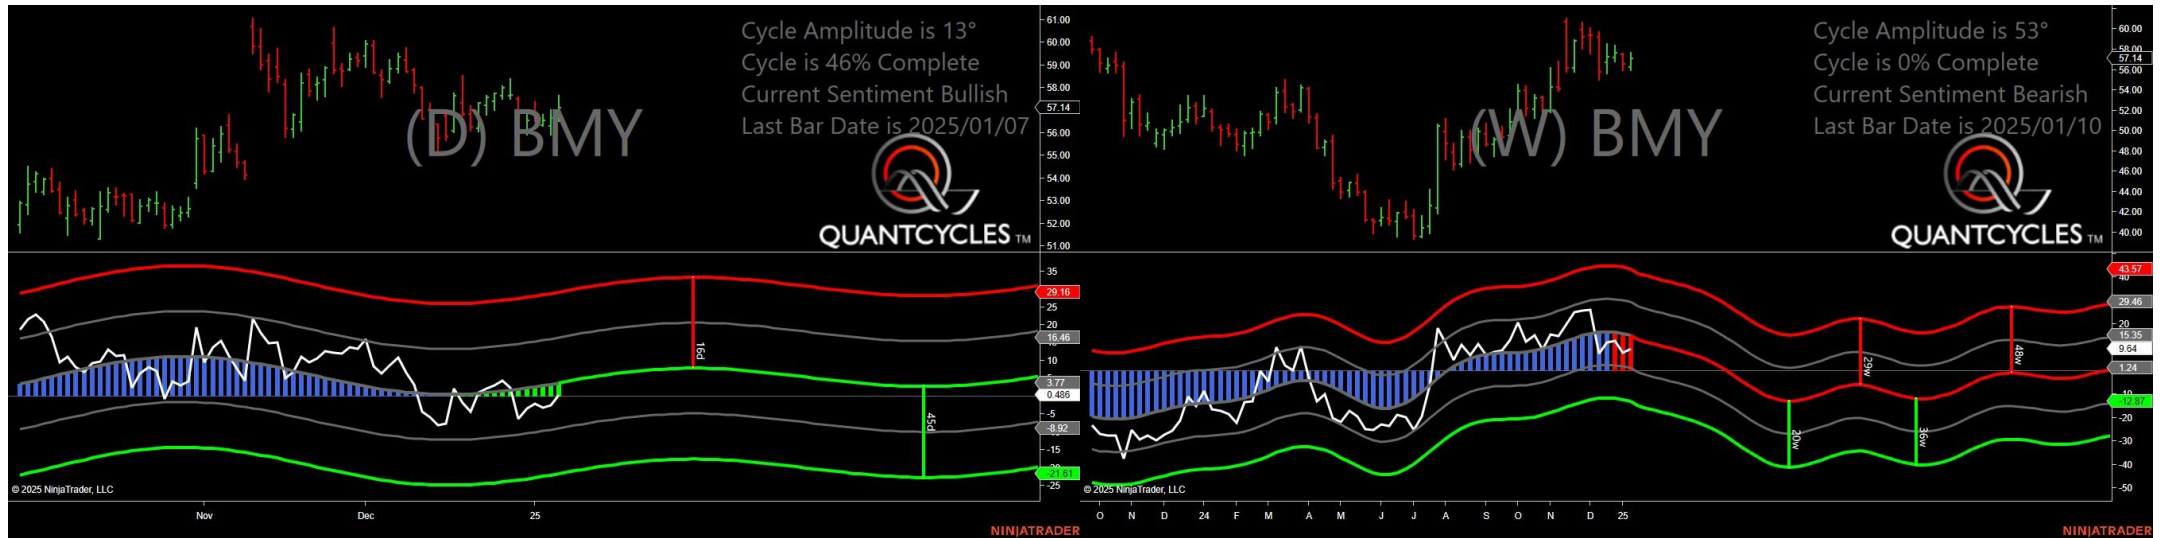 Cycle Amplitude is 13°
Cycle is 46% Complete
Current Sentiment Bullish
Last Bar Date is 2025/01/07
(D) BMY
QUANTCYCLES TM
61.00
60.00
59.00
58.00
57.14
56.00
55.00
54.00
53.00
52.00
51.00
35
29.16
25
20
16.46
10
3.77
0.486
-5
-8.92
-15
-21.61
-25
16d
45d
© 2025 NinjaTrader, LLC
Nov
Dec
25
NINJATRADER
Cycle Amplitude is 53°
Cycle is 0% Complete
Current Sentiment Bearish
Last Bar Date is 2025/01/10
(W) BMY
QUANTCYCLES TM
60.00
58.00
57.14
56.00
54.00
52.00
50.00
48.00
46.00
44.00
42.00
40.00
43.57
40
29.46
20
15.35
9.64
1.24
-10
-12.87
-20
-30
-40
-50
20w
29w
36w
48w
© 2025 NinjaTrader, LLC
O N D 24 F M A M J J A S O N D 25
NINJATRADER